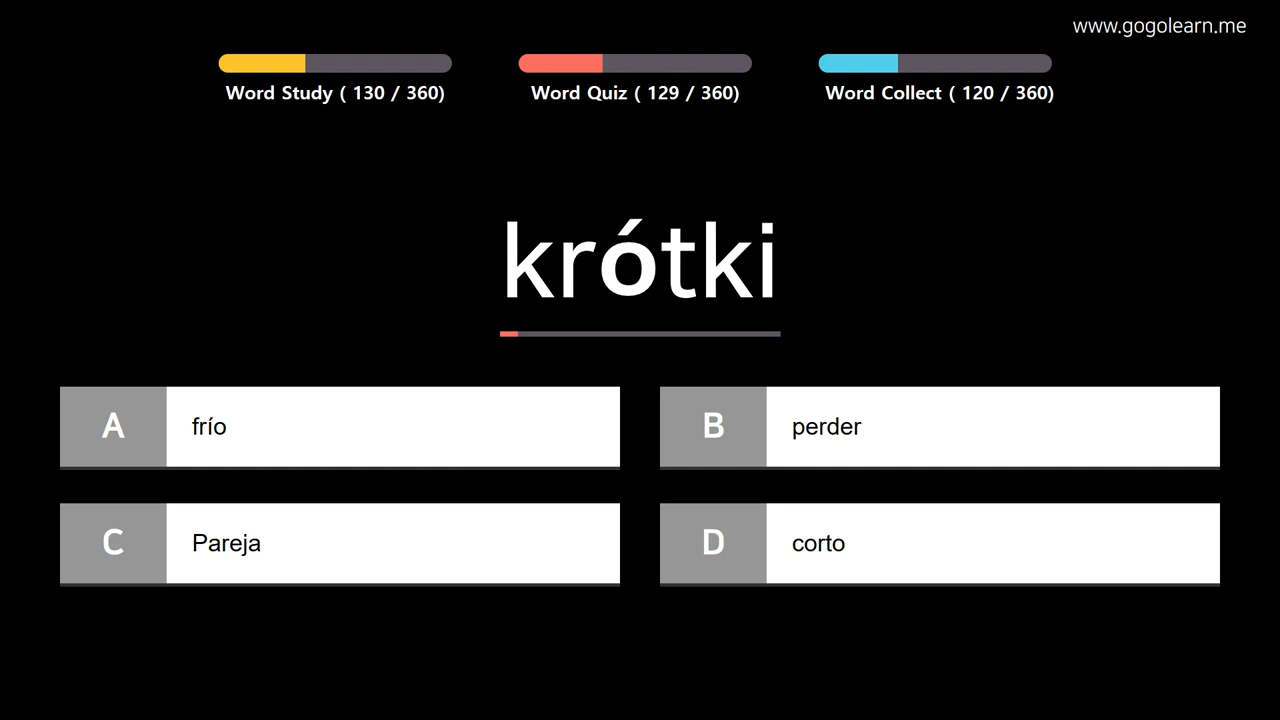 www.gogolearn.me
Word Study ( 130 / 360)
Word Quiz ( 129 / 360)
Word Collect ( 120 / 360)
krótki
A frío
B perder
C Pareja
D corto